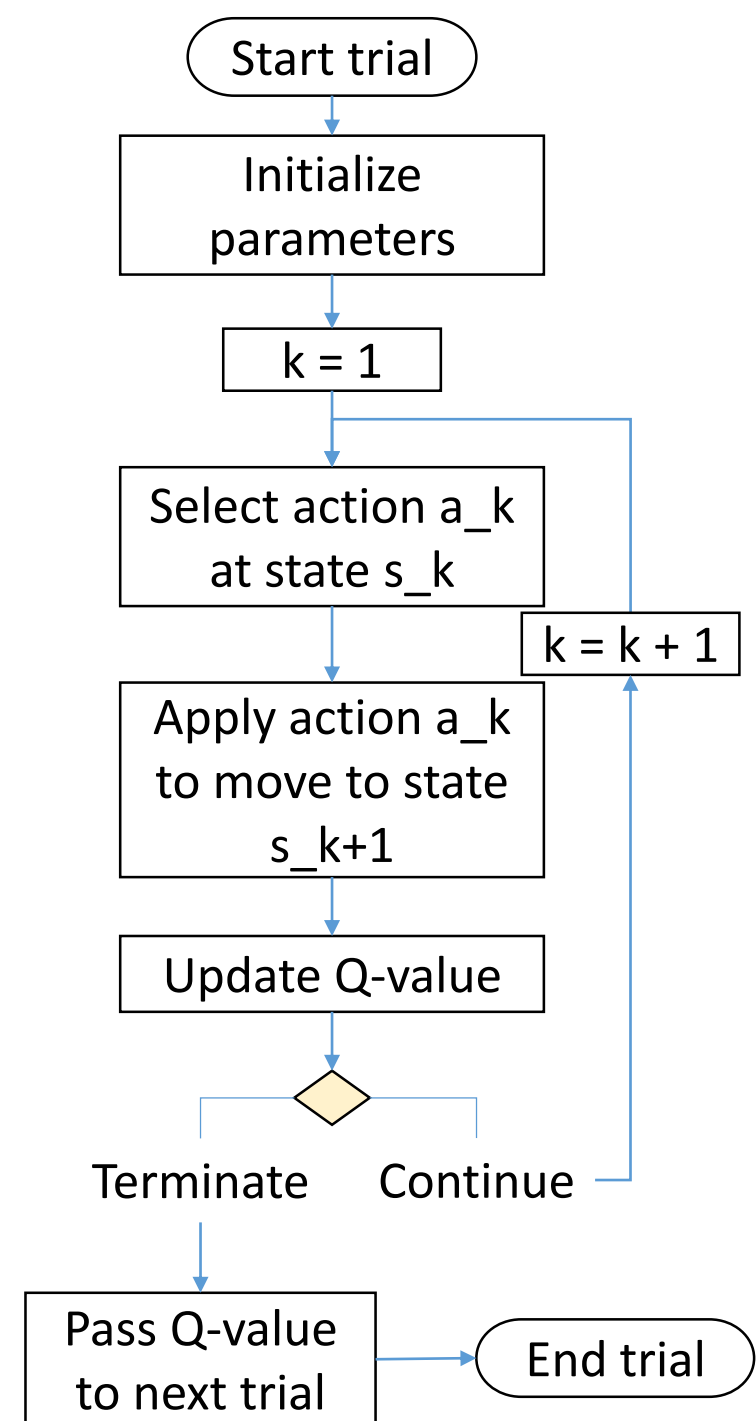 Start trial
Initialize
parameters
k = 1
Select action a_k
at state s_k
k = k + 1
Apply action a_k
to move to state
s_k+1
Update Q-value
Terminate
Continue
Pass Q-value
to next trial
End trial